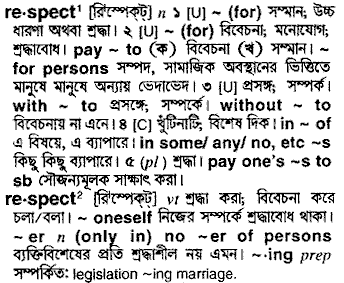 re·spect¹ [রিˈস্পেক্ট্] n ১ [U] ~ (for) সম্মান; উচ্চ
ধারণা অথবা শ্রদ্ধা। ২ [U] ~ (for) বিবেচনা; মনোযোগ;
শ্রদ্ধাবোধ। pay ~ to (ক) বিবেচনা (খ) সম্মান। ~
for persons সম্পদ, সামাজিক অবস্থানের ভিত্তিতে
মানুষে মানুষে অন্যায় ভেদাভেদ। ৩ [U] প্রসঙ্গ; সম্পর্ক।
with ~ to প্রসঙ্গে; সম্পর্কে। without ~ to
বিবেচনায় না এনে। ৪ [C] খুঁটিনাটি; বিশেষ দিক। in ~ of
এ বিষয়ে, এ ব্যাপারে। in some/ any/ no, etc ~s
কিছু কিছু ব্যাপারে। ৫ (pl) শ্রদ্ধা। pay one's ~s to
sb সৌজন্যমূলক সাক্ষাৎ করা।
re·spect² [রিˈস্পেক্ট্] vt শ্রদ্ধা করা; বিবেচনা করে
চলা/বলা। ~ oneself নিজের সম্পর্কে শ্রদ্ধাবোধ থাকা।
~er n (only in) no ~er of persons
ব্যক্তিবিশেষের প্রতি শ্রদ্ধাশীল নয় এমন। ~·ing prep
সম্পর্কিত: legislation ~ing marriage.